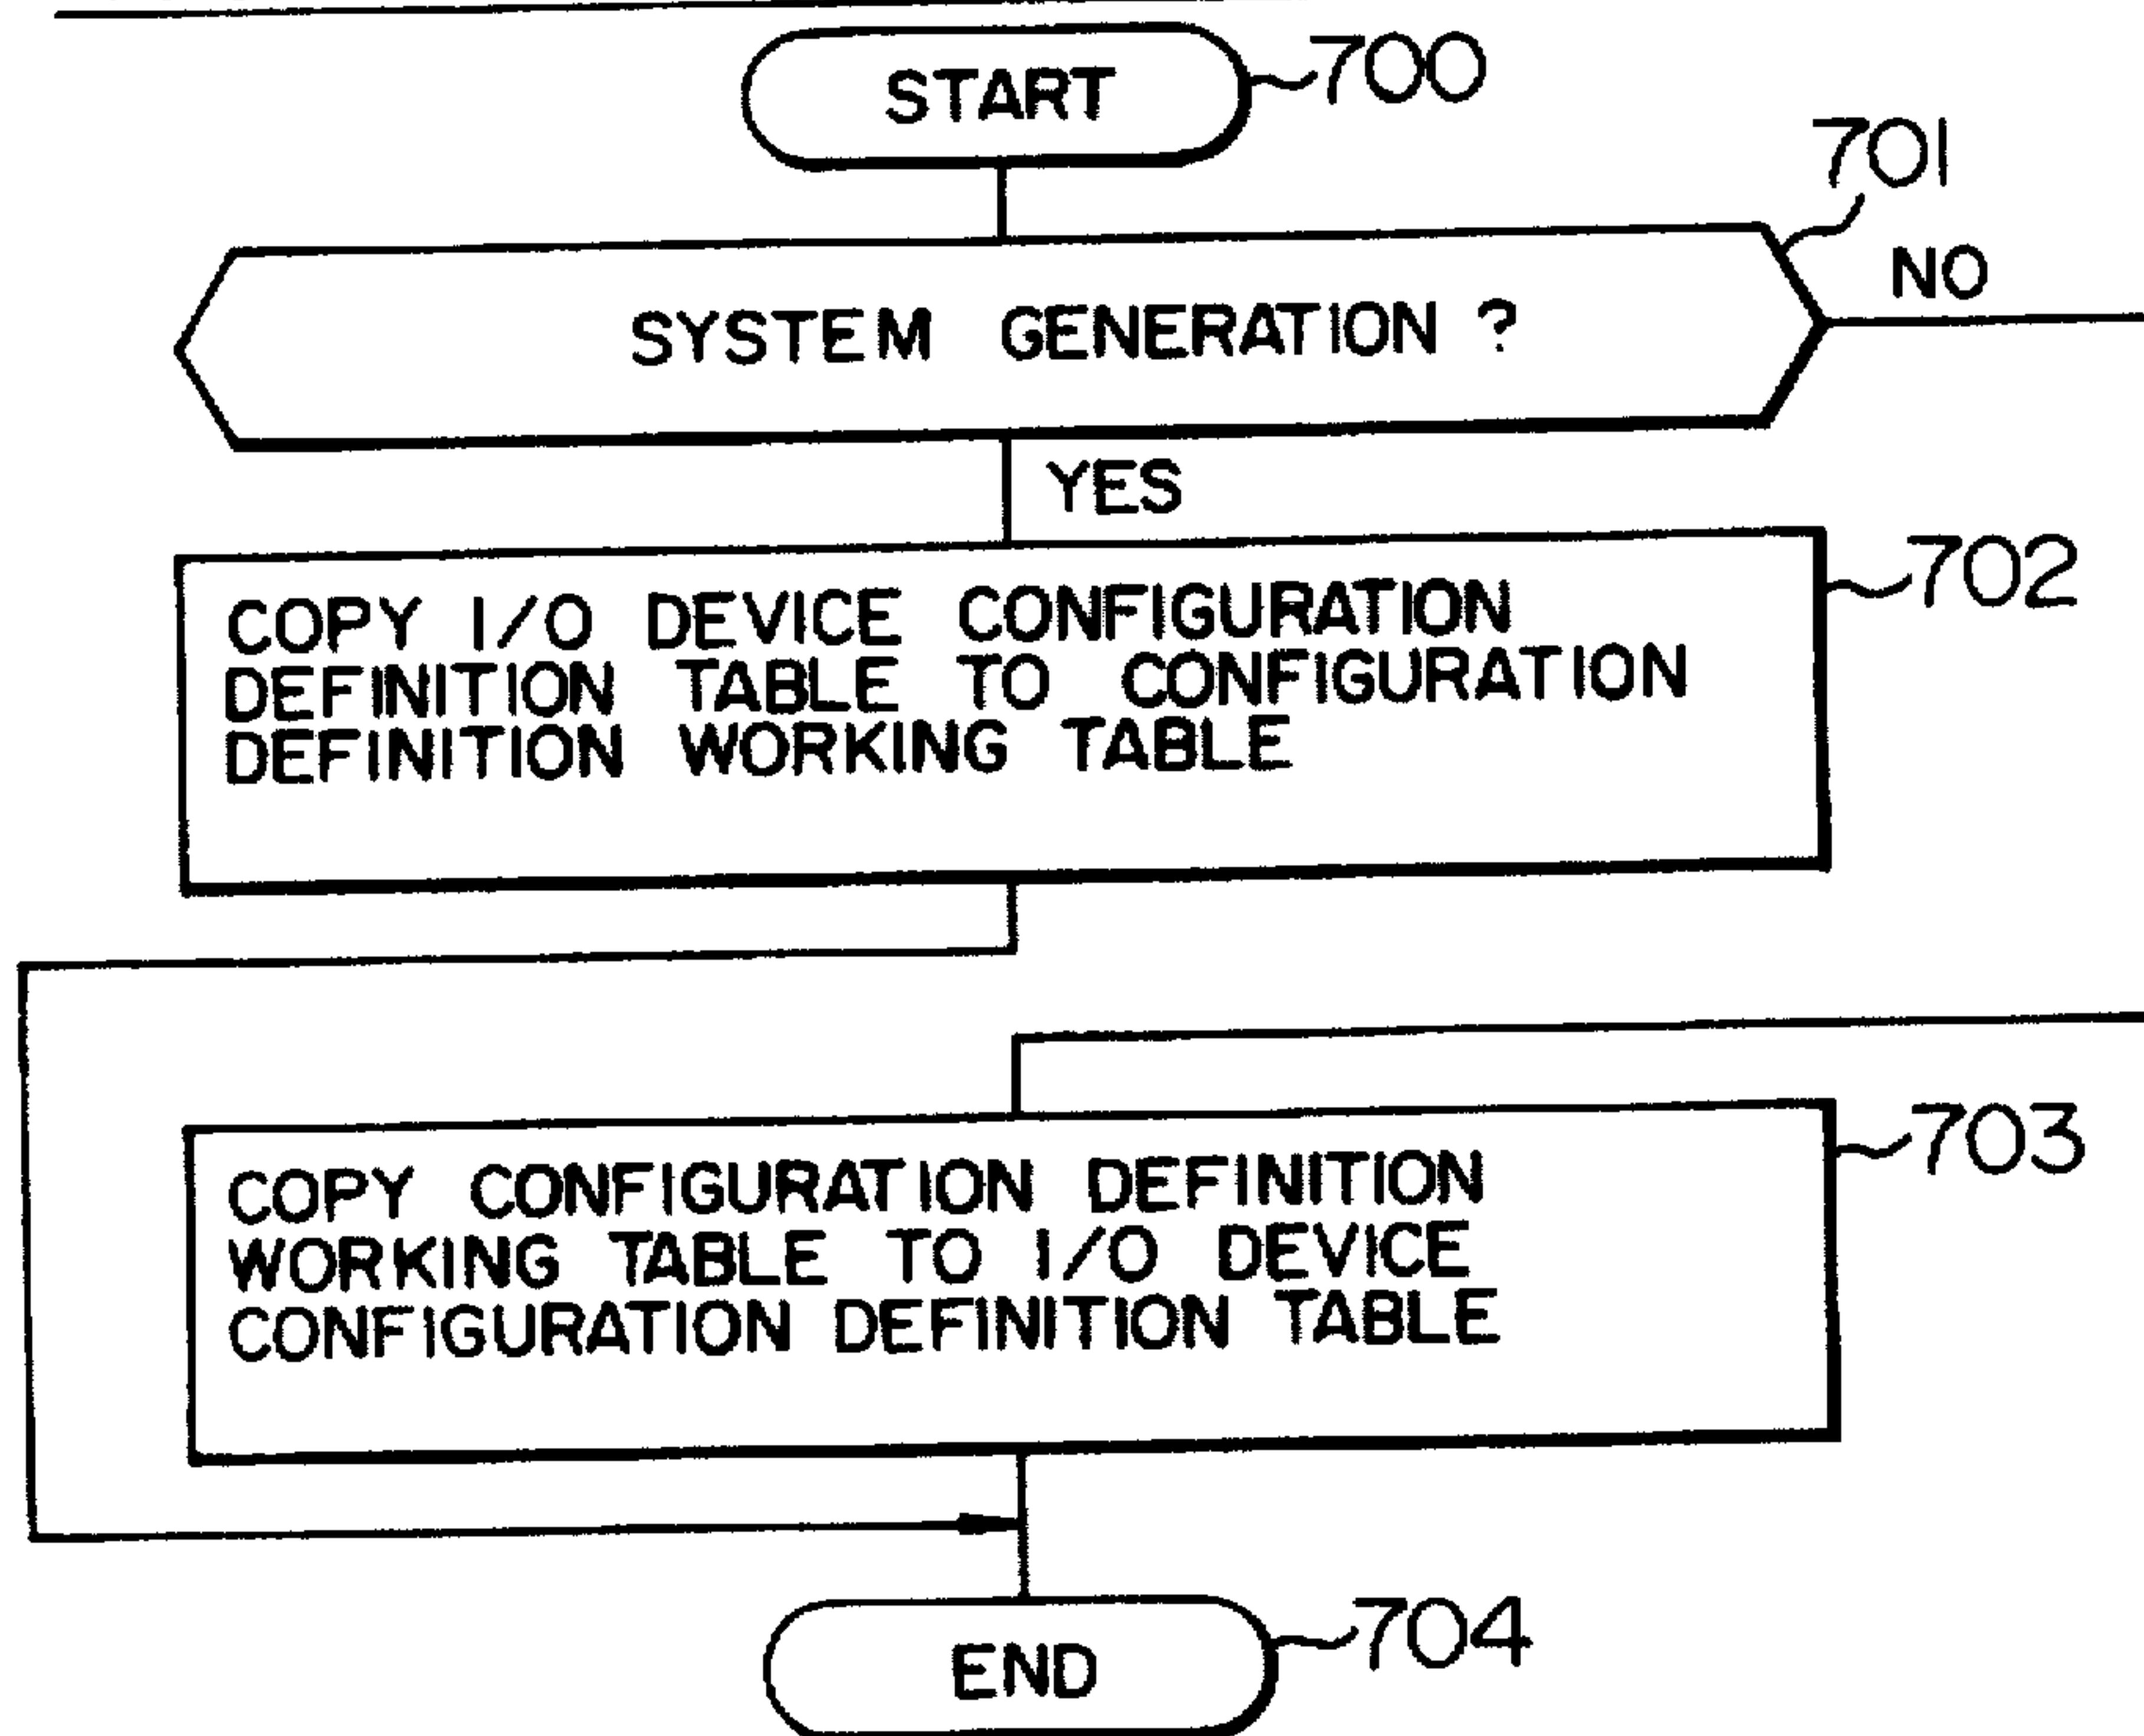 START
700
701
SYSTEM GENERATION ?
NO
YES
702
COPY I/O DEVICE CONFIGURATION
DEFINITION TABLE TO CONFIGURATION
DEFINITION WORKING TABLE
703
COPY CONFIGURATION DEFINITION
WORKING TABLE TO I/O DEVICE
CONFIGURATION DEFINITION TABLE
END
704